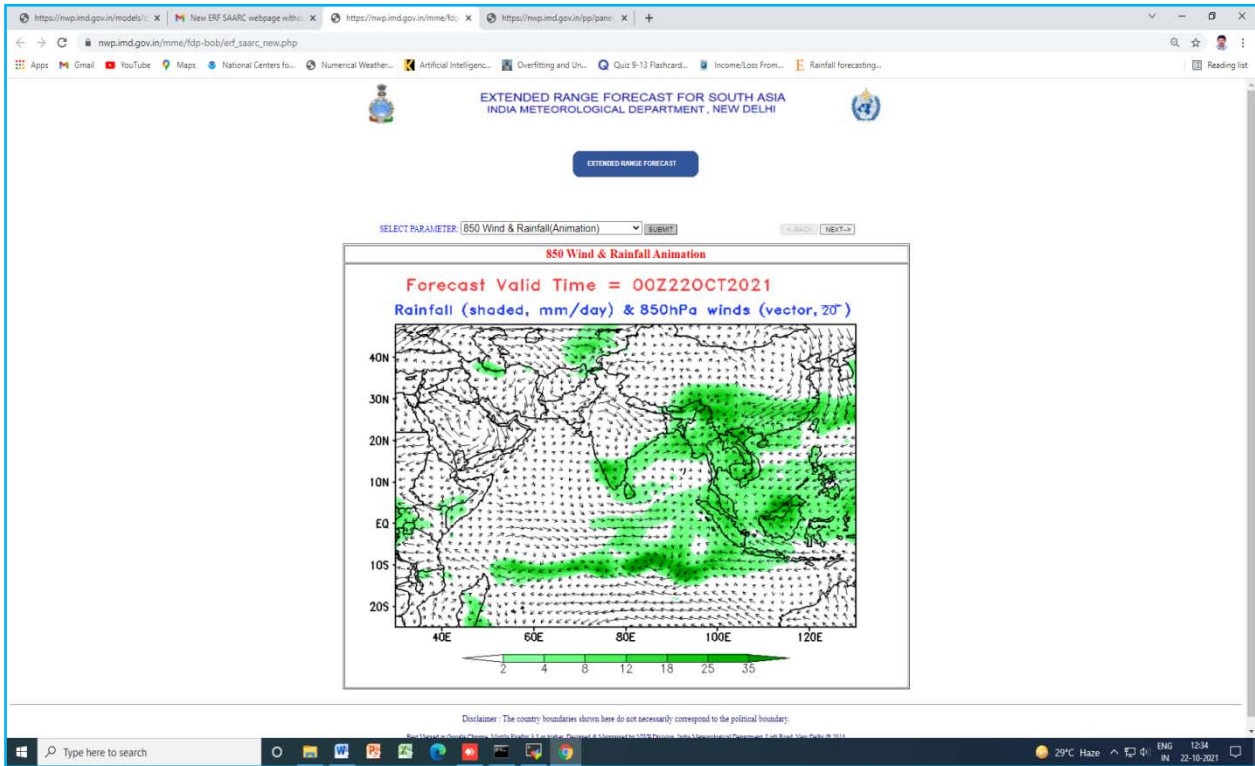 https://nwp.imd.gov.in/models/
New ERF SAARC webpage witho
https://nwp.imd.gov.in/mme/fdp
https://nwp.imd.gov.in/pp/pane
nwp.imd.gov.in/mme/fdp-bob/erf_saarc_new.php
Apps Gmail YouTube Maps National Centers fo... Numerical Weather... Artificial Intelligenc... Overfitting and Un... Quiz 9-13 Flashcard... Income/Loss From... Rainfall forecasting... Reading list
EXTENDED RANGE FORECAST FOR SOUTH ASIA
INDIA METEOROLOGICAL DEPARTMENT, NEW DELHI
EXTENDED RANGE FORECAST
SELECT PARAMETER: 850 Wind & Rainfall(Animation) SUBMIT <--BACK NEXT-->
850 Wind & Rainfall Animation
Forecast Valid Time = 00Z22OCT2021
Rainfall (shaded, mm/day) & 850hPa winds (vector, 20)
40N
30N
20N
10N
EQ
10S
20S
40E 60E 80E 100E 120E
2 4 8 12 18 25 35
Disclaimer : The country boundaries shown here do not necessarily correspond to the political boundary.
Type here to search
29°C Haze
ENG
IN
12:34
22-10-2021